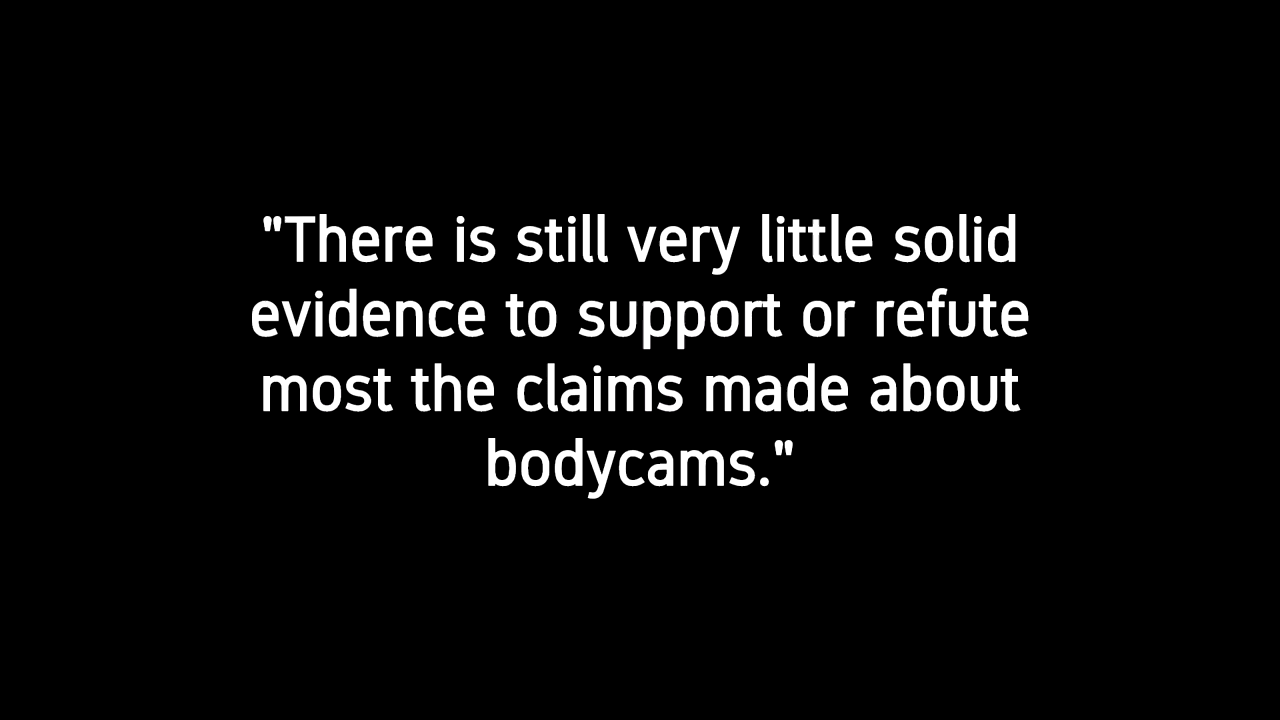 "There is still very little solid
evidence to support or refute
most the claims made about
bodycams."